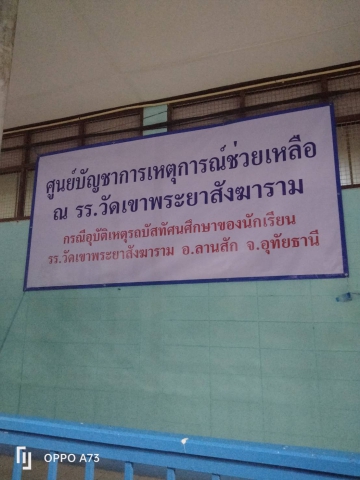 ศูนย์บัญชาการเหตุการณ์ช่วยเหลือ
ณ รร.วัดเขาพระยาสังฆาราม
กรณีอุบัติเหตุรถบัสทัศนศึกษาของนักเรียน
รร.วัดเขาพระยาสังฆาราม อ.ลานสัก จ.อุทัยธานี
OPPO A73